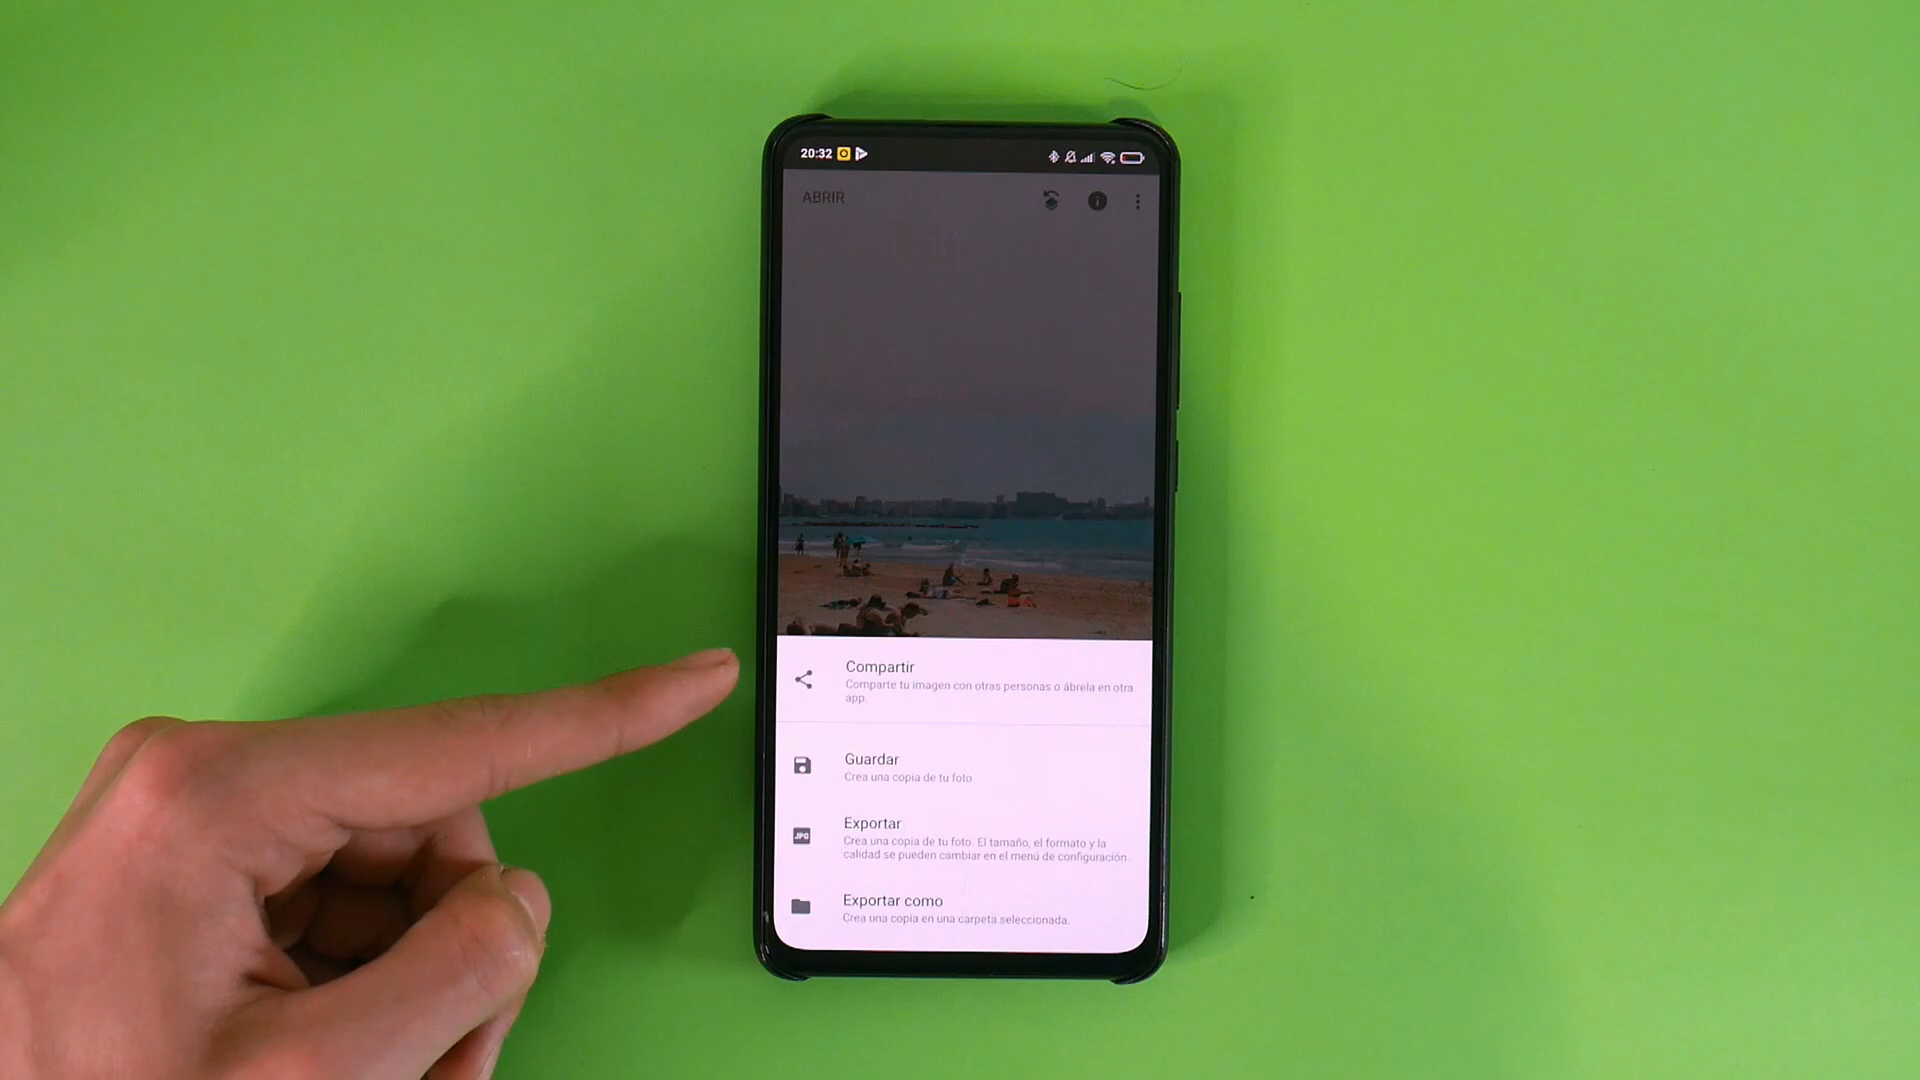 20:32
ABRIR
Compartir
Comparte tu imagen con otras personas o ábrela en otra
app.
Guardar
Crea una copia de tu foto.
JPG
Exportar
Crea una copia de tu foto. El tamaño, el formato y la
calidad se pueden cambiar en el menú de configuración.
Exportar como
Crea una copia en una carpeta seleccionada.